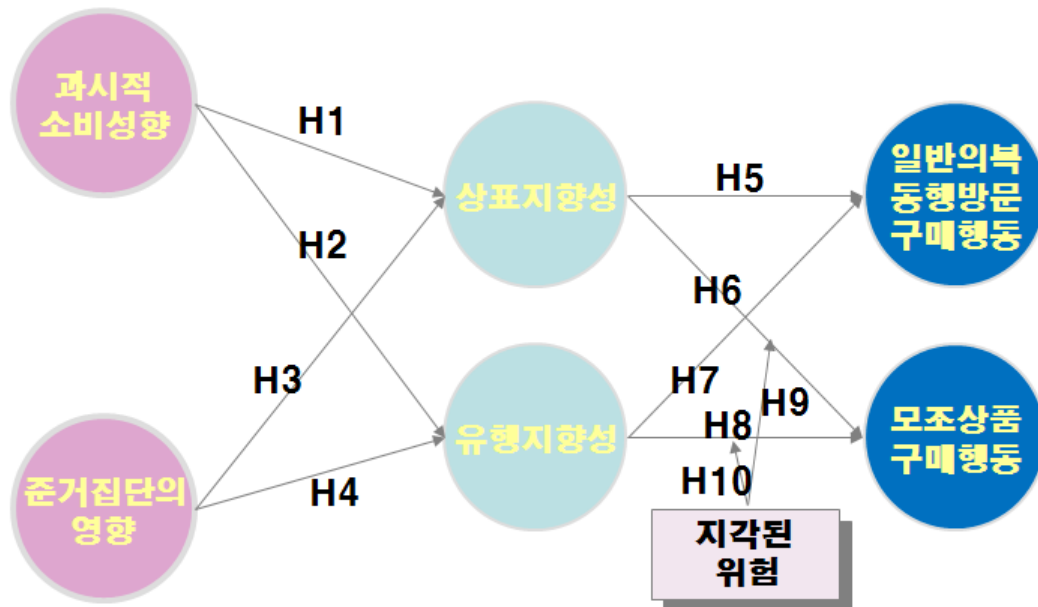 과시적
소비성향
H1
H2
상표지향성
H5
일반의복
동행방문
구매행동
H6
H3
H7
H9
H4
유행지향성
H8
모조상품
구매행동
H10
준거집단의
영향
지각된
위험